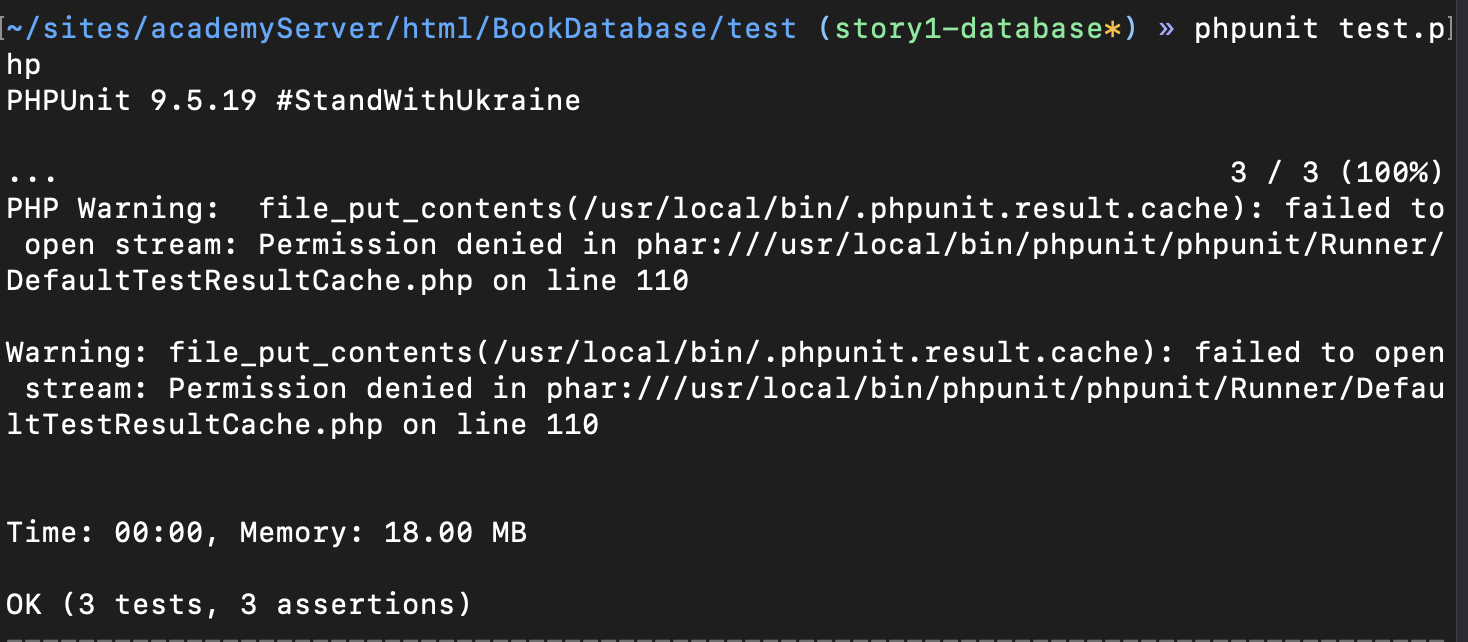 [~/sites/academyServer/html/BookDatabase/test (story1-database*) » phpunit test.p]
hp
PHPUnit 9.5.19 #StandWithUkraine
...                                                                 3 / 3 (100%)
PHP Warning:  file_put_contents(/usr/local/bin/.phpunit.result.cache): failed to
 open stream: Permission denied in phar:///usr/local/bin/phpunit/phpunit/Runner/
DefaultTestResultCache.php on line 110
Warning: file_put_contents(/usr/local/bin/.phpunit.result.cache): failed to open
 stream: Permission denied in phar:///usr/local/bin/phpunit/phpunit/Runner/Defau
ltTestResultCache.php on line 110
Time: 00:00, Memory: 18.00 MB
OK (3 tests, 3 assertions)